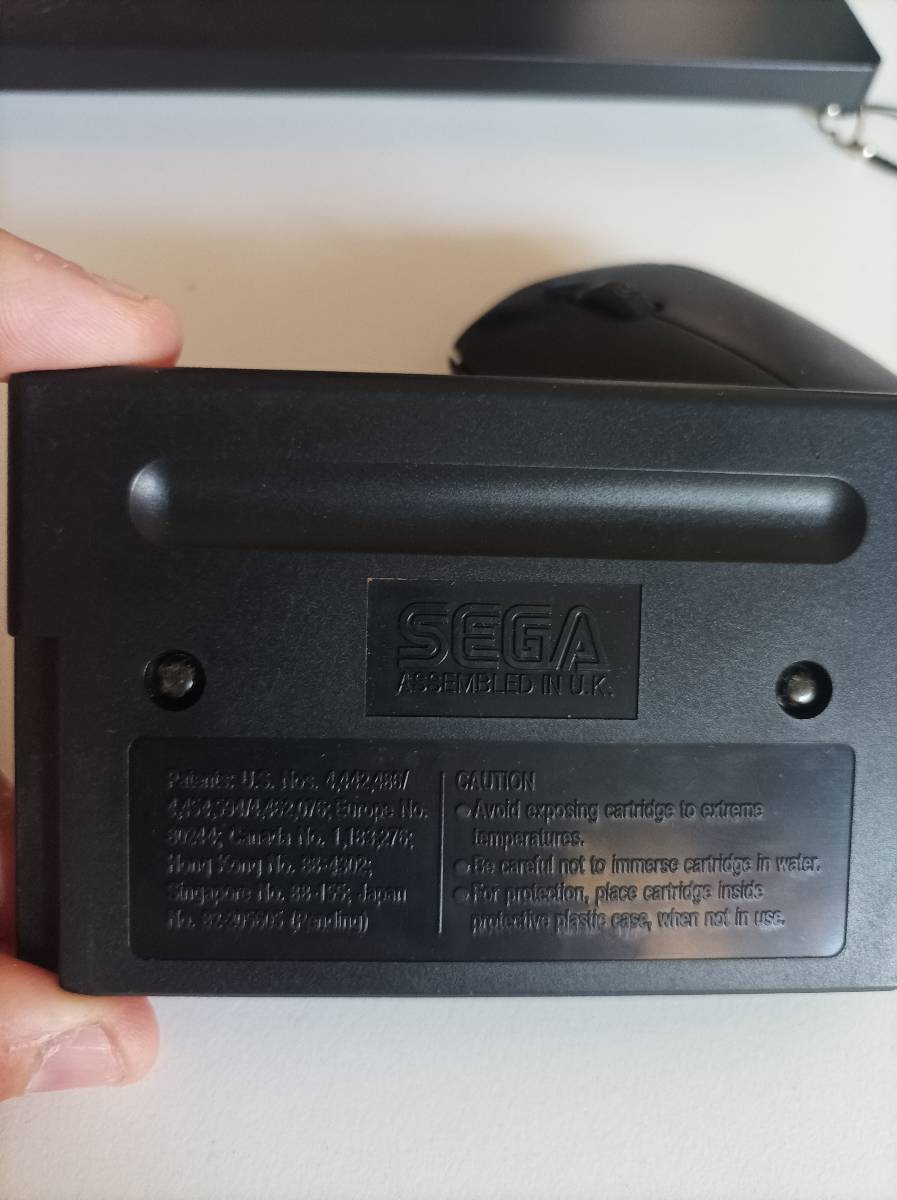 SEGA
ASSEMBLED IN U.K.
Patents: U.S. Nos. 4,442,486/
4,454,594/4,462,076; Europe No.
80244; Canada No. 1,183,276;
Hong Kong No. 88-4302;
Singapore No. 88-155; Japan
No. 82-205605 (Pending)
CAUTION
●Avoid exposing cartridge to extreme
temperatures.
●Be careful not to immerse cartridge in water.
●For protection, place cartridge inside
protective plastic case, when not in use.